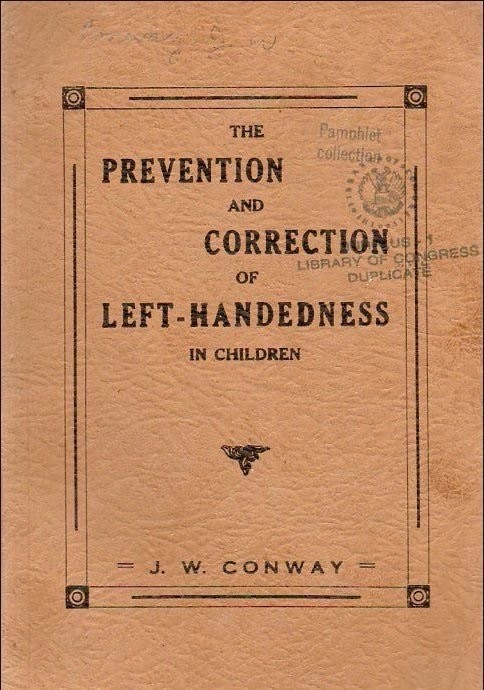 THE
PREVENTION
AND
CORRECTION
OF
LEFT-HANDEDNESS
IN CHILDREN
= J. W. CONWAY =
Pamphlet
collection
LIBRARY OF CONGRESS
DUPLICATE